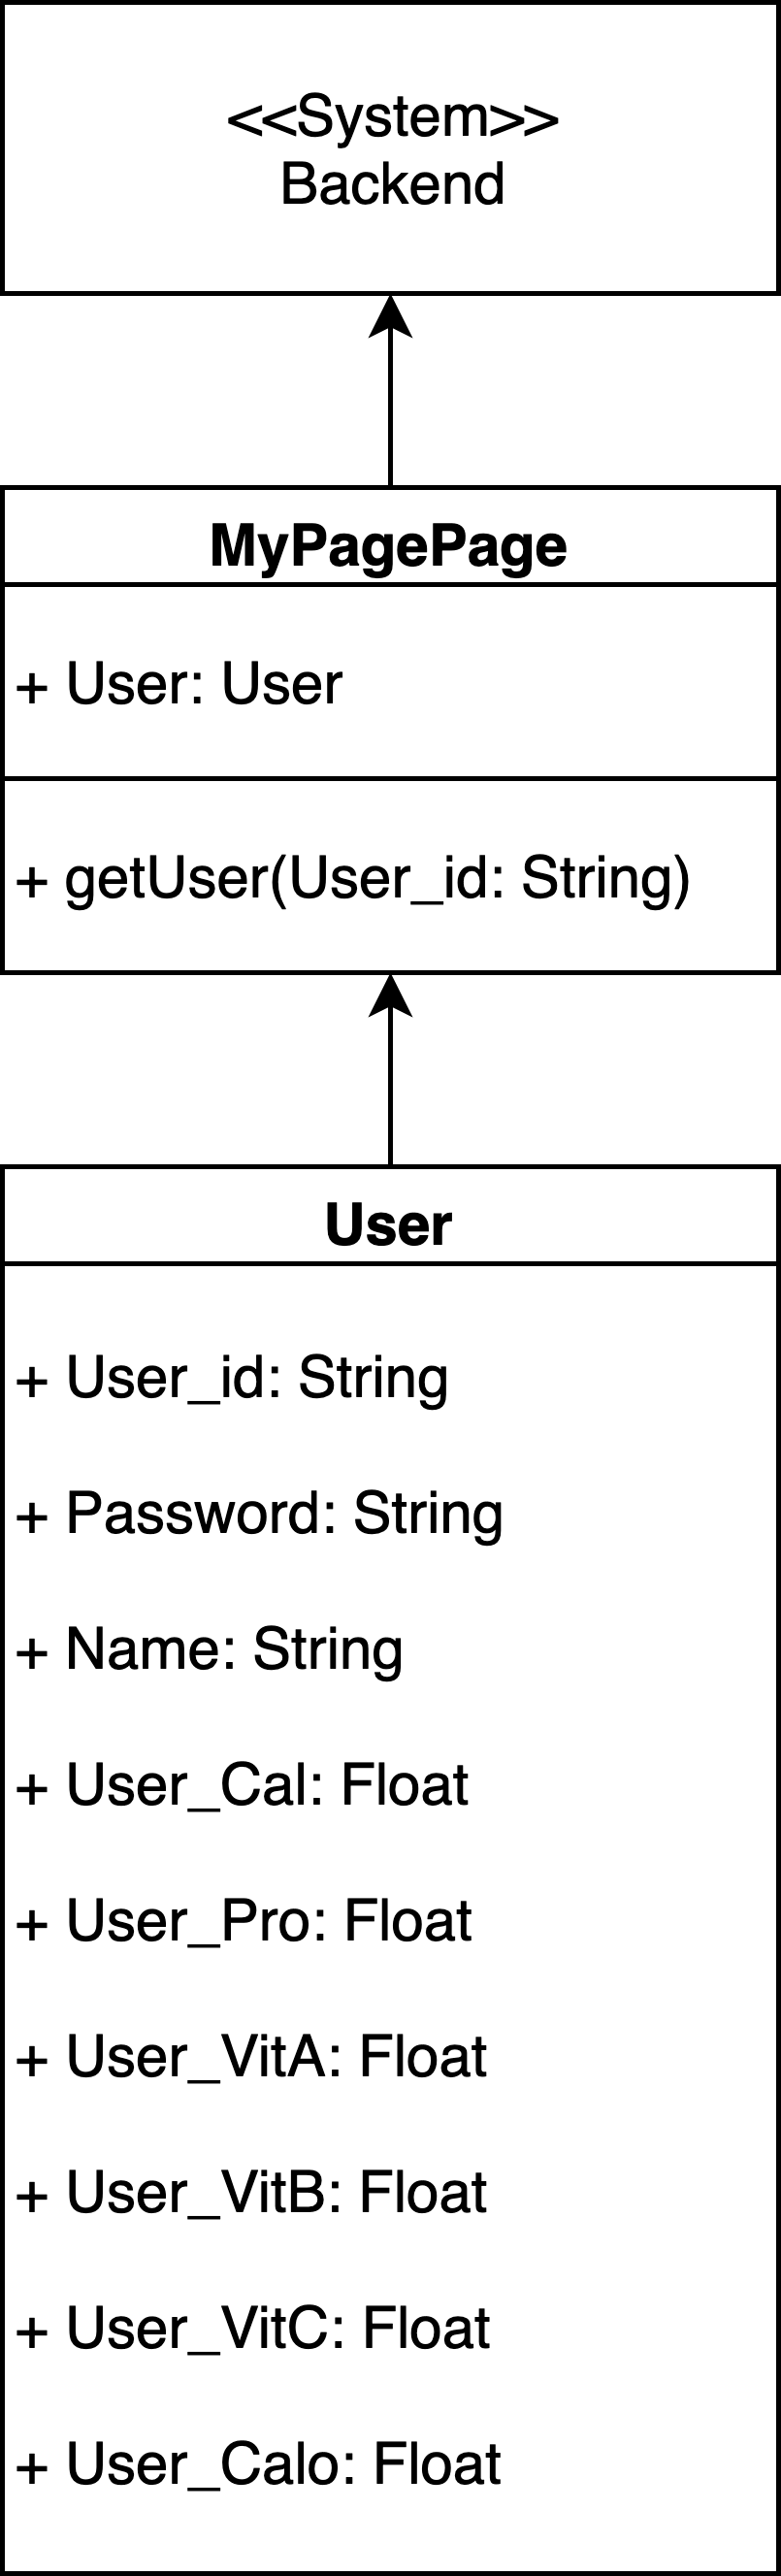 <<System>>
Backend
MyPagePage
+ User: User
+ getUser(User_id: String)
User
+ User_id: String
+ Password: String
+ Name: String
+ User_Cal: Float
+ User_Pro: Float
+ User_VitA: Float
+ User_VitB: Float
+ User_VitC: Float
+ User_Calo: Float